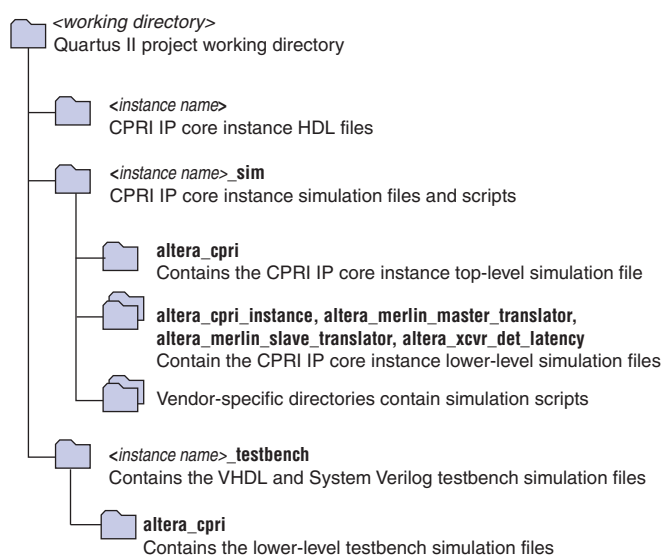 <working directory>
Quartus II project working directory
<instance name>
CPRI IP core instance HDL files
<instance name>_sim
CPRI IP core instance simulation files and scripts
altera_cpri
Contains the CPRI IP core instance top-level simulation file
altera_cpri_instance, altera_merlin_master_translator,
altera_merlin_slave_translator, altera_xcvr_det_latency
Contain the CPRI IP core instance lower-level simulation files
Vendor-specific directories contain simulation scripts
<instance name>_testbench
Contains the VHDL and System Verilog testbench simulation files
altera_cpri
Contains the lower-level testbench simulation files